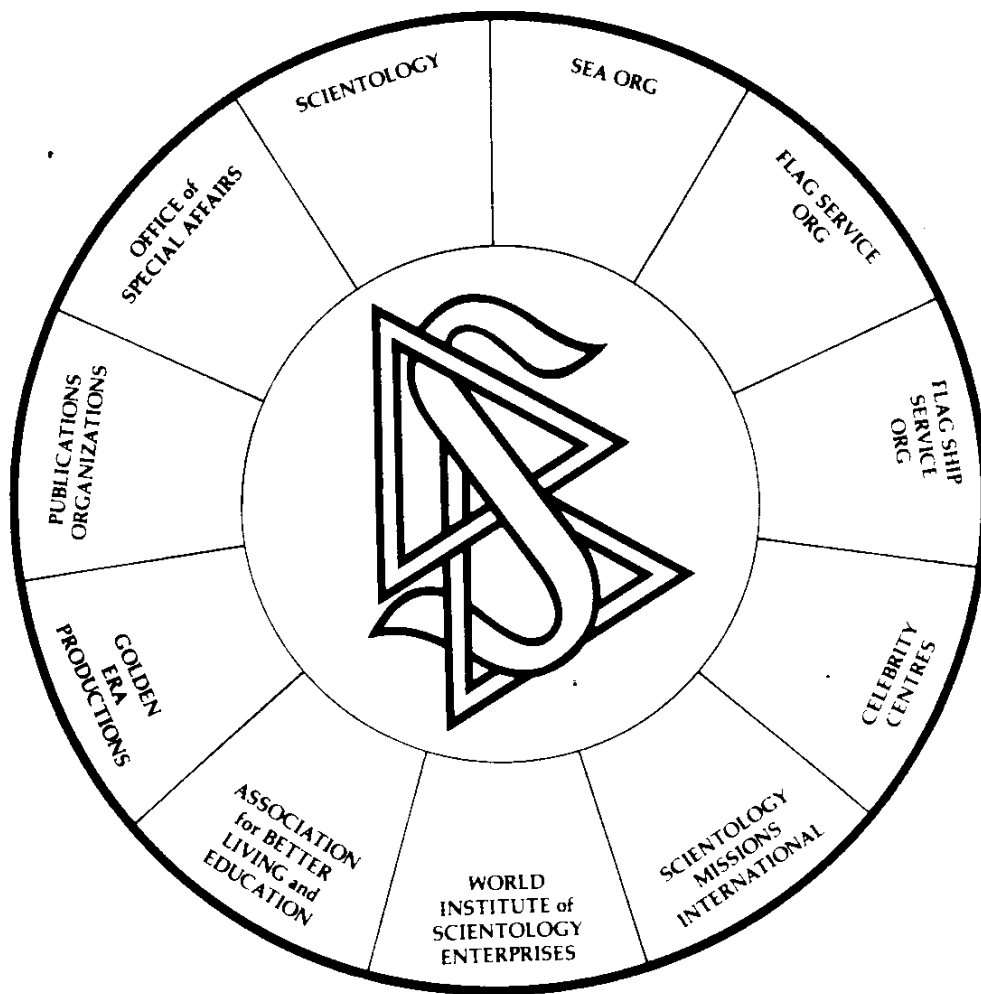 SCIENTOLOGY
SEA ORG
FLAG SERVICE
ORG
FLAG SHIP
SERVICE
ORG
CELEBRITY
CENTRES
SCIENTOLOGY
MISSIONS
INTERNATIONAL
WORLD
INSTITUTE of
SCIENTOLOGY
ENTERPRISES
ASSOCIATION
for BETTER
LIVING and
EDUCATION
GOLDEN
ERA
PRODUCTIONS
PUBLICATIONS
ORGANIZATIONS
OFFICE of
SPECIAL AFFAIRS